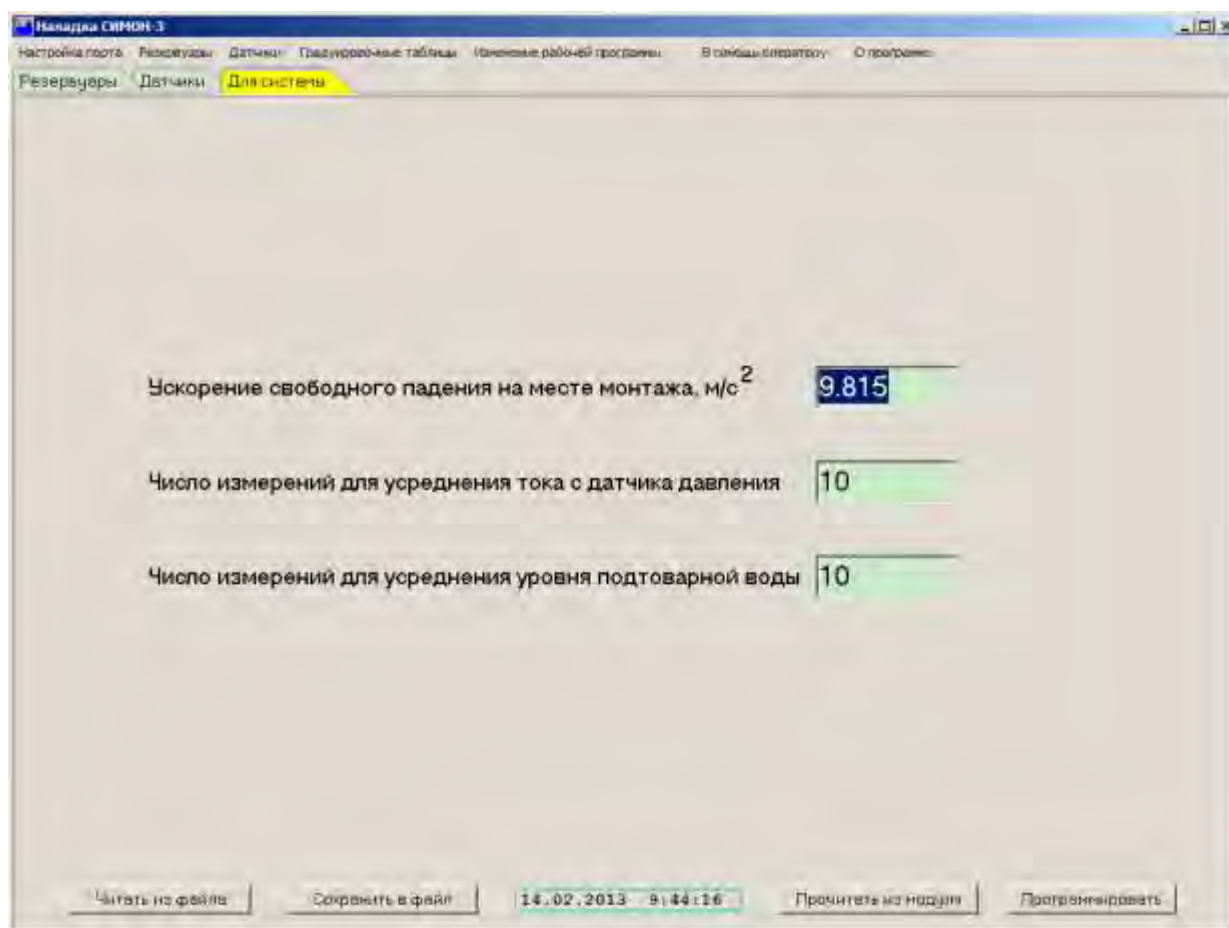 Наладка СИМОН-3
Настройка порта Резервуары Датчики Градуировочные таблицы Изменение рабочей программы В помощь оператору О программе
Резервуары Датчики Для системы
Ускорение свободного падения на месте монтажа, м/с2 9.815
Число измерений для усреднения тока с датчика давления 10
Число измерений для усреднения уровня подтоварной воды 10
Читать из файла Сохранить в файл 14.02.2013 9:44:16 Прочитать из модуля Программировать